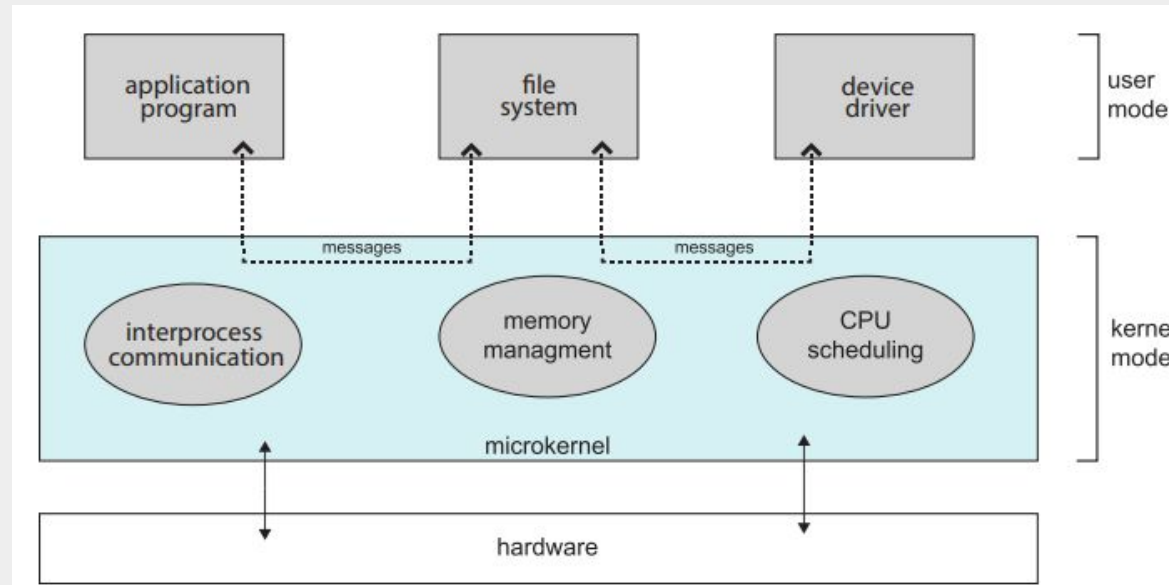 application
program
file
system
device
driver
user
mode
messages
messages
interprocess
communication
memory
managment
CPU
scheduling
kerne
mode
microkernel
hardware